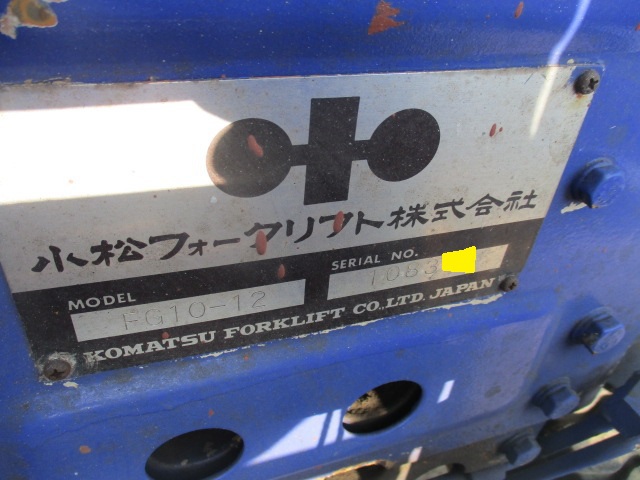 小松フォークリフト株式会社
MODEL FG10-12
SERIAL NO.
KOMATSU FORKLIFT CO.,LTD. JAPAN